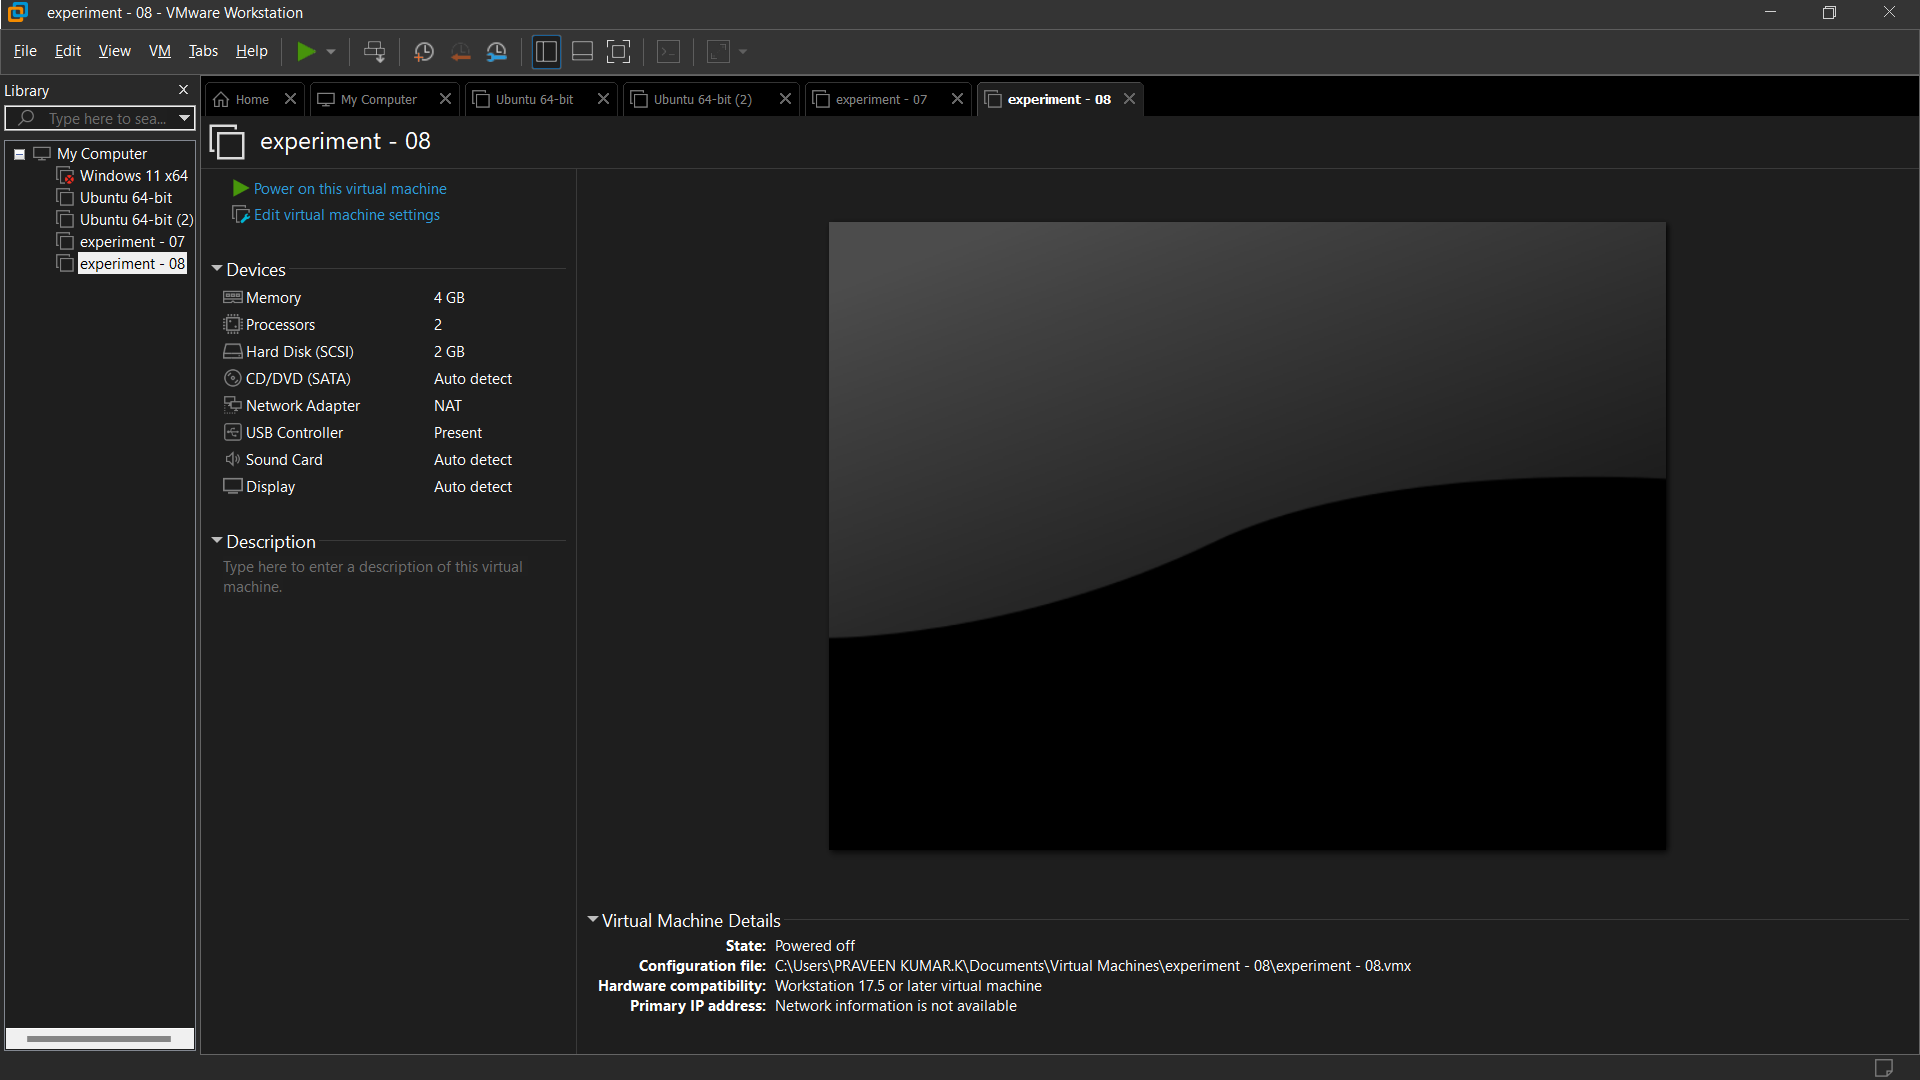 experiment - 08 - VMware Workstation
File Edit View VM Tabs Help
Library
Type here to sea...
My Computer
Windows 11 x64
Ubuntu 64-bit
Ubuntu 64-bit (2)
experiment - 07
experiment - 08
Home
My Computer
Ubuntu 64-bit
Ubuntu 64-bit (2)
experiment - 07
experiment - 08
experiment - 08
Power on this virtual machine
Edit virtual machine settings
Devices
Memory 4 GB
Processors 2
Hard Disk (SCSI) 2 GB
CD/DVD (SATA) Auto detect
Network Adapter NAT
USB Controller Present
Sound Card Auto detect
Display Auto detect
Description
Type here to enter a description of this virtual
machine.
Virtual Machine Details
State: Powered off
Configuration file: C:\Users\PRAVEEN KUMAR.K\Documents\Virtual Machines\experiment - 08\experiment - 08.vmx
Hardware compatibility: Workstation 17.5 or later virtual machine
Primary IP address: Network information is not available